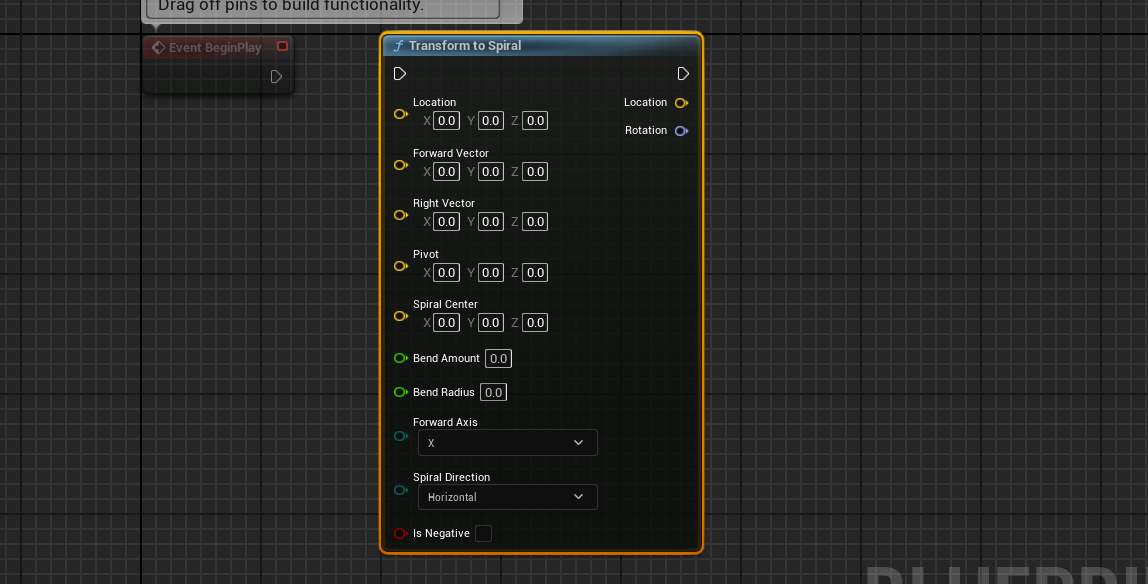 Drag off pins to build functionality.
Event BeginPlay
f Transform to Spiral
Location
X 0.0 Y 0.0 Z 0.0
Location
Rotation
Forward Vector
X 0.0 Y 0.0 Z 0.0
Right Vector
X 0.0 Y 0.0 Z 0.0
Pivot
X 0.0 Y 0.0 Z 0.0
Spiral Center
X 0.0 Y 0.0 Z 0.0
Bend Amount 0.0
Bend Radius 0.0
Forward Axis
X
Spiral Direction
Horizontal
Is Negative